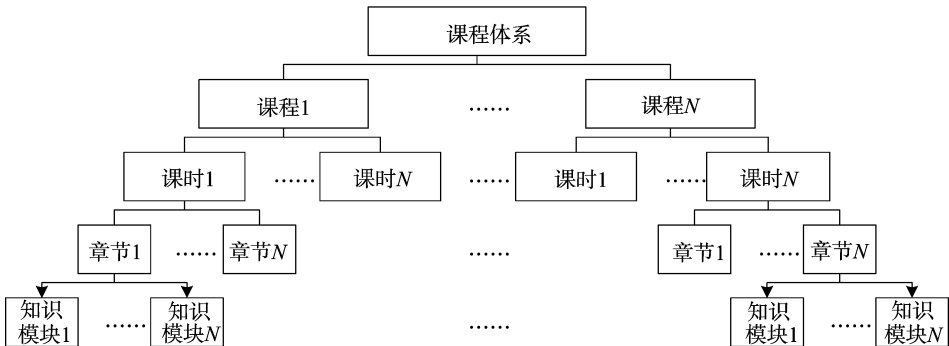 课程体系
课程1 …… 课程N
课时1 …… 课时N …… 课时1 …… 课时N
章节1 …… 章节N …… 章节1 …… 章节N
知识 知识 知识 知识
模块1 …… 模块N …… 模块1 …… 模块N